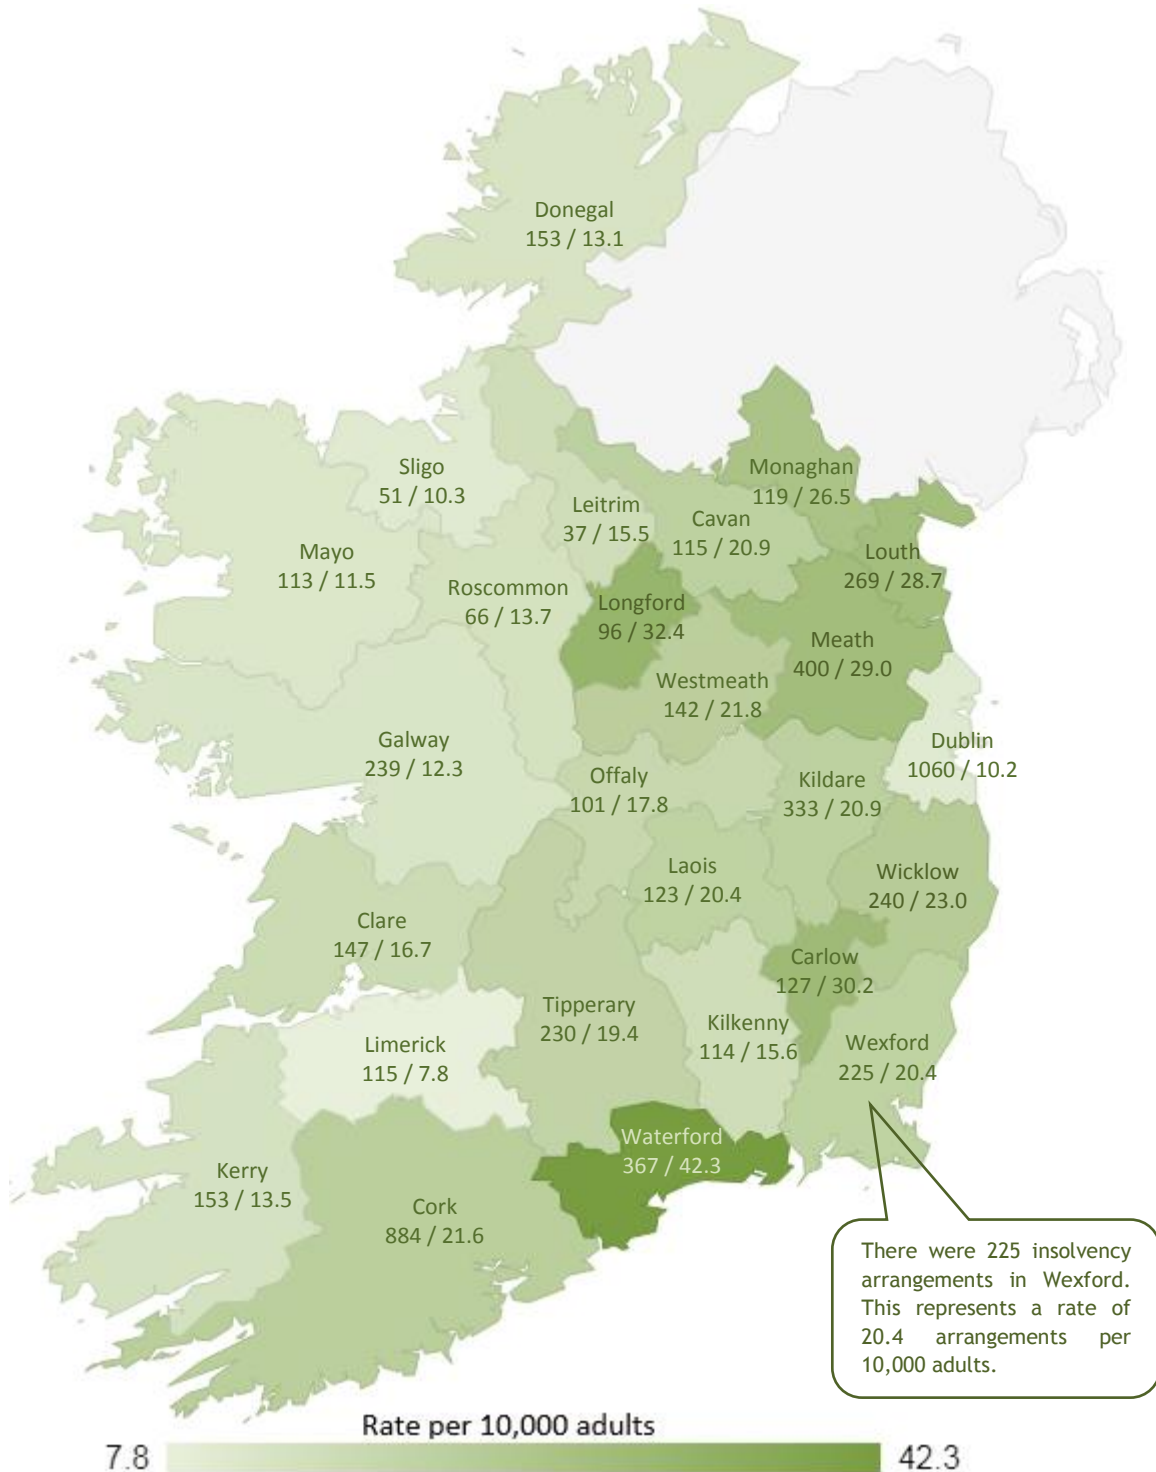 Donegal
153 / 13.1
Sligo
51 / 10.3
Leitrim
37 / 15.5
Monaghan
119 / 26.5
Cavan
115 / 20.9
Louth
269 / 28.7
Mayo
113 / 11.5
Roscommon
66 / 13.7
Longford
96 / 32.4
Meath
400 / 29.0
Westmeath
142 / 21.8
Galway
239 / 12.3
Offaly
101 / 17.8
Kildare
333 / 20.9
Dublin
1060 / 10.2
Laois
123 / 20.4
Wicklow
240 / 23.0
Clare
147 / 16.7
Carlow
127 / 30.2
Tipperary
230 / 19.4
Kilkenny
114 / 15.6
Limerick
115 / 7.8
Wexford
225 / 20.4
Waterford
367 / 42.3
Kerry
153 / 13.5
Cork
884 / 21.6
There were 225 insolvency
arrangements in Wexford.
This represents a rate of
20.4 arrangements per
10,000 adults.
Rate per 10,000 adults
7.8 42.3